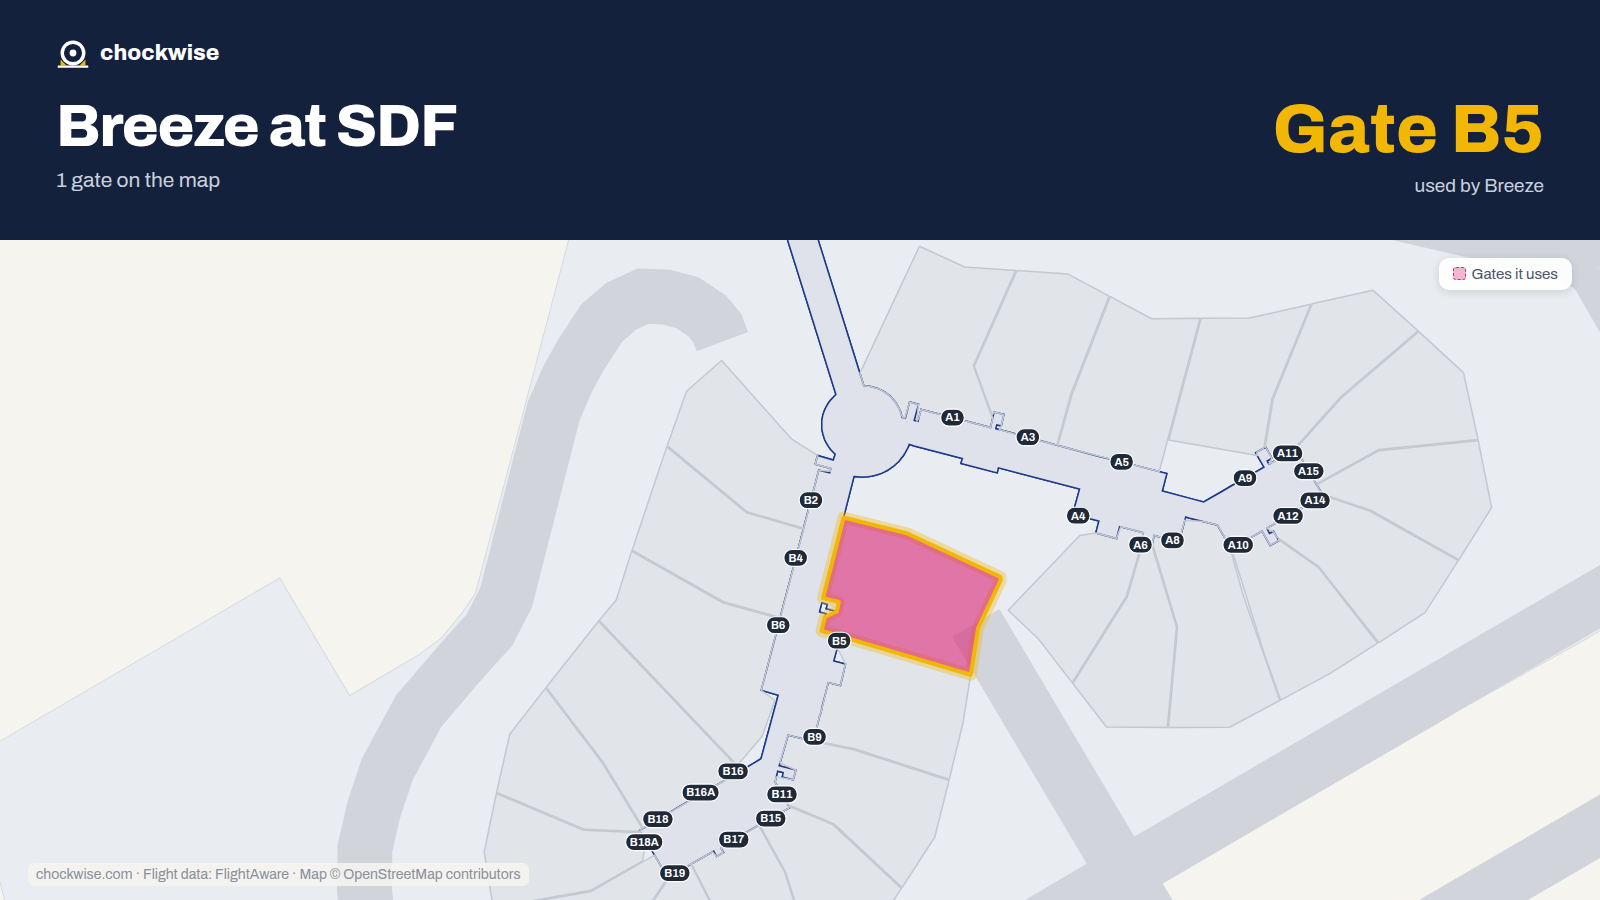 chockwise
Breeze at SDF
1 gate on the map
Gate B5
used by Breeze
Gates it uses
A1
A3
A5
A11
A15
A9
A14
A12
A4
A6
A8
A10
B2
B4
B6
B5
B9
B16
B16A
B11
B18
B15
B18A
B17
B19
chockwise.com · Flight data: FlightAware · Map © OpenStreetMap contributors